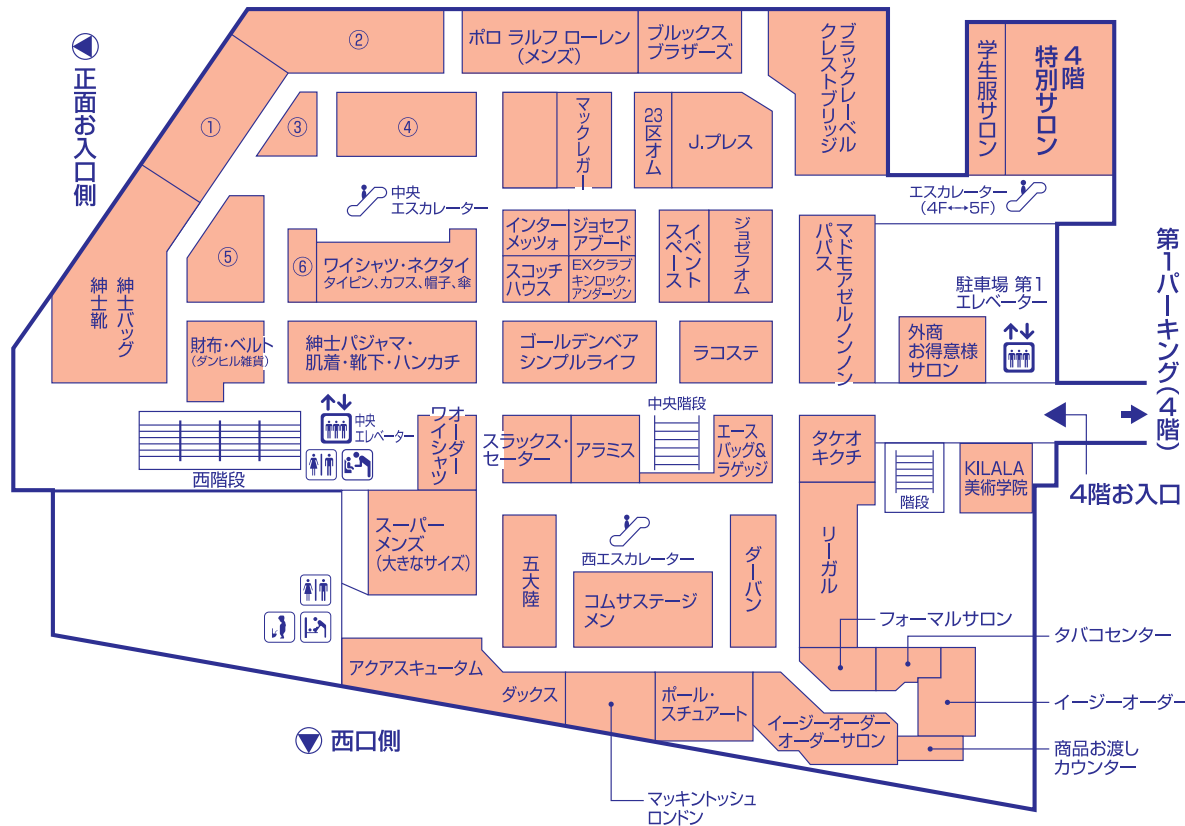 正面お入口側
①
②
③
④
⑤
⑥
ポロ ラルフ ローレン
(メンズ)
ブルックス
ブラザーズ
ブラックレーベル
クレストブリッジ
学生服サロン
4階
特別サロン
マックレガー
23
区
オ
ム
J.プレス
中央
エスカレーター
エスカレーター
(4F↔5F)
インター
メッツォ
ジョセフ
アブード
スコッチ
ハウス
EXクラブ
キンロック・
アンダーソン
イベント
スペース
ジョゼフオム
マドモアゼルノンノン
パパス
ワイシャツ・ネクタイ
タイピン、カフス、帽子、傘
紳士バッグ
紳士靴
財布・ベルト
(ダンヒル雑貨)
紳士パジャマ・
肌着・靴下・ハンカチ
ゴールデンベア
シンプルライフ
ラコステ
外商
お得意様
サロン
駐車場 第1
エレベーター
第1パーキング(4階)
4階お入口
西階段
中央
エレベーター
オーダー
ワイシャツ
スラックス・
センター
アラミス
中央階段
エース
バッグ&
ラゲッジ
タケオ
キクチ
階段
KILALA
美術学院
スーパー
メンズ
(大きなサイズ)
五大陸
西エスカレーター
コムサステージ
メン
ダーバン
リーガル
フォーマルサロン
タバコセンター
イージーオーダー
商品お渡し
カウンター
アクアスキュータム
ダックス
ポール・
スチュアート
イージーオーダー
オーダーサロン
マッキントッシュ
ロンドン
西口側